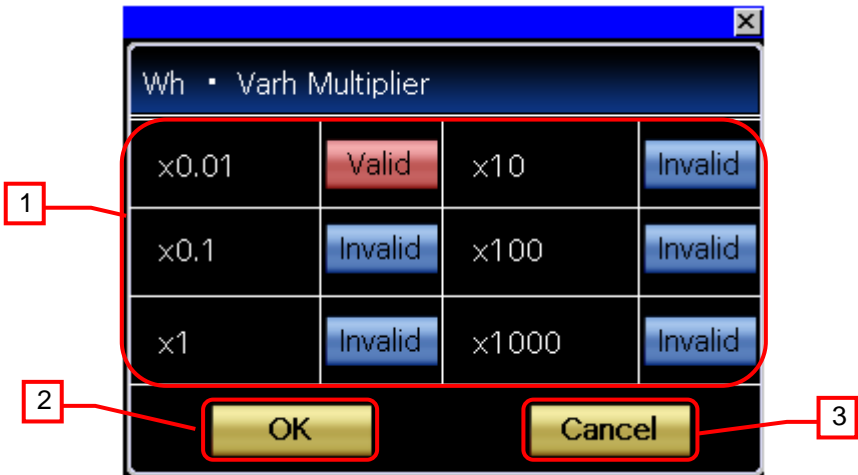 Wh ・ Varh Multiplier
x0.01 Valid x10 Invalid
1
x0.1 Invalid x100 Invalid
x1 Invalid x1000 Invalid
2
OK Cancel
3